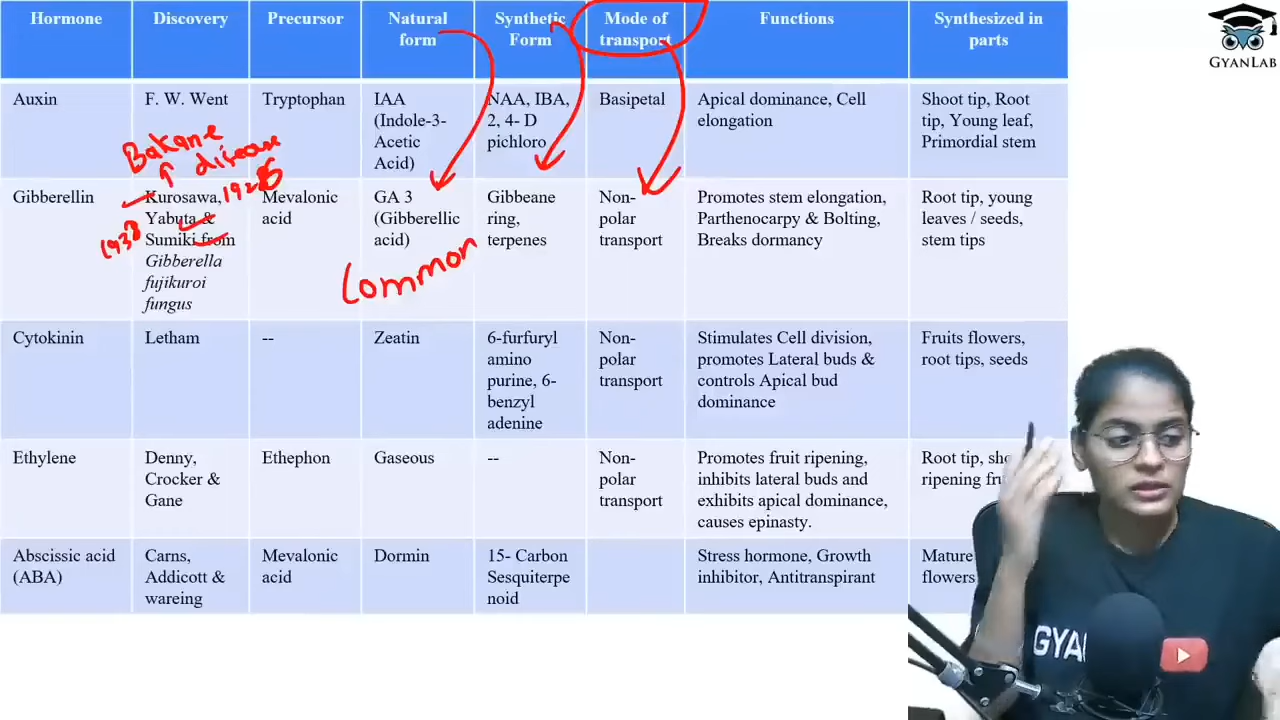 Hormone
Discovery
Precursor
Natural
form
Synthetic
Form
Mode of
transport
Functions
Synthesized in
parts
GYANLAB
Auxin
F. W. Went
Tryptophan
IAA
(Indole-3-
Acetic
Acid)
NAA, IBA,
2, 4- D
pichloro
Basipetal
Apical dominance, Cell
elongation
Shoot tip, Root
tip, Young leaf,
Primordial stem
Bakane
disease
1926
1938
Gibberellin
Kurosawa,
Yabuta &
Sumiki from
Gibberella
fujikuroi
fungus
Mevalonic
acid
GA 3
(Gibberellic
acid)
Common
Gibbeane
ring,
terpenes
Non-
polar
transport
Promotes stem elongation,
Parthenocarpy & Bolting,
Breaks dormancy
Root tip, young
leaves / seeds,
stem tips
Cytokinin
Letham
--
Zeatin
6-furfuryl
amino
purine, 6-
benzyl
adenine
Non-
polar
transport
Stimulates Cell division,
promotes Lateral buds &
controls Apical bud
dominance
Fruits flowers,
root tips, seeds
Ethylene
Denny,
Crocker &
Gane
Ethephon
Gaseous
--
Non-
polar
transport
Promotes fruit ripening,
inhibits lateral buds and
exhibits apical dominance,
causes epinasty.
Root tip,
ripening
Abscissic acid
(ABA)
Carns,
Addicott &
wareing
Mevalonic
acid
Dormin
15- Carbon
Sesquiterpe
noid
Stress hormone, Growth
inhibitor, Antitranspirant
Mature
flowers